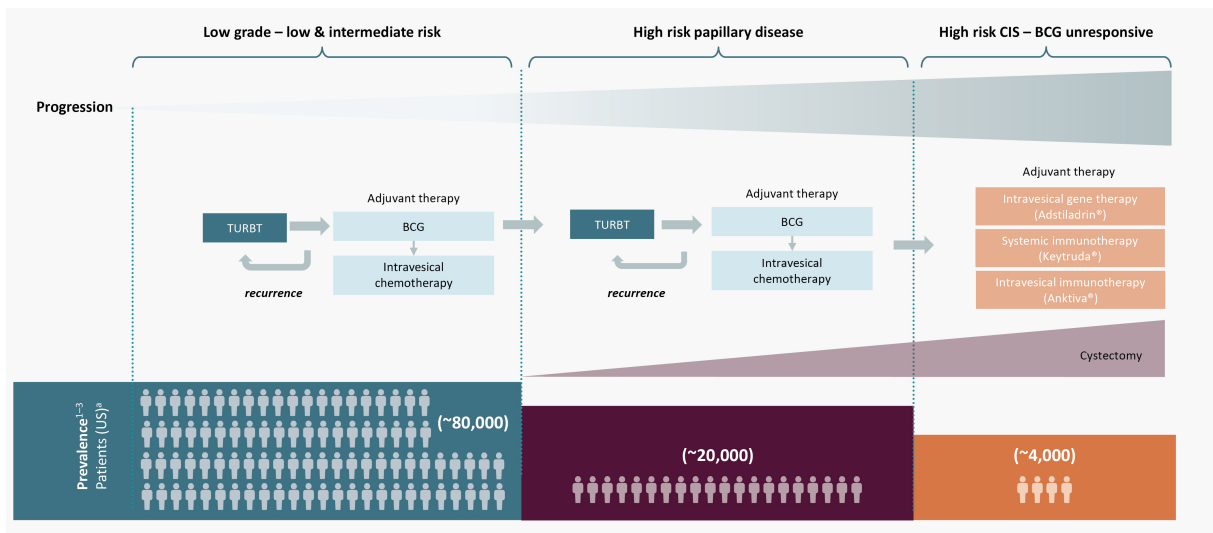 Low grade – low & intermediate risk
High risk papillary disease
High risk CIS – BCG unresponsive
Progression
Adjuvant therapy
TURBT
BCG
Intravesical
chemotherapy
recurrence
Adjuvant therapy
TURBT
BCG
Intravesical
chemotherapy
recurrence
Adjuvant therapy
Intravesical gene therapy
(Adstiladrin®)
Systemic immunotherapy
(Keytruda®)
Intravesical immunotherapy
(Anktiva®)
Cystectomy
Prevalence¹⁻³
Patients (US)ᵃ
(~80,000)
(~20,000)
(~4,000)